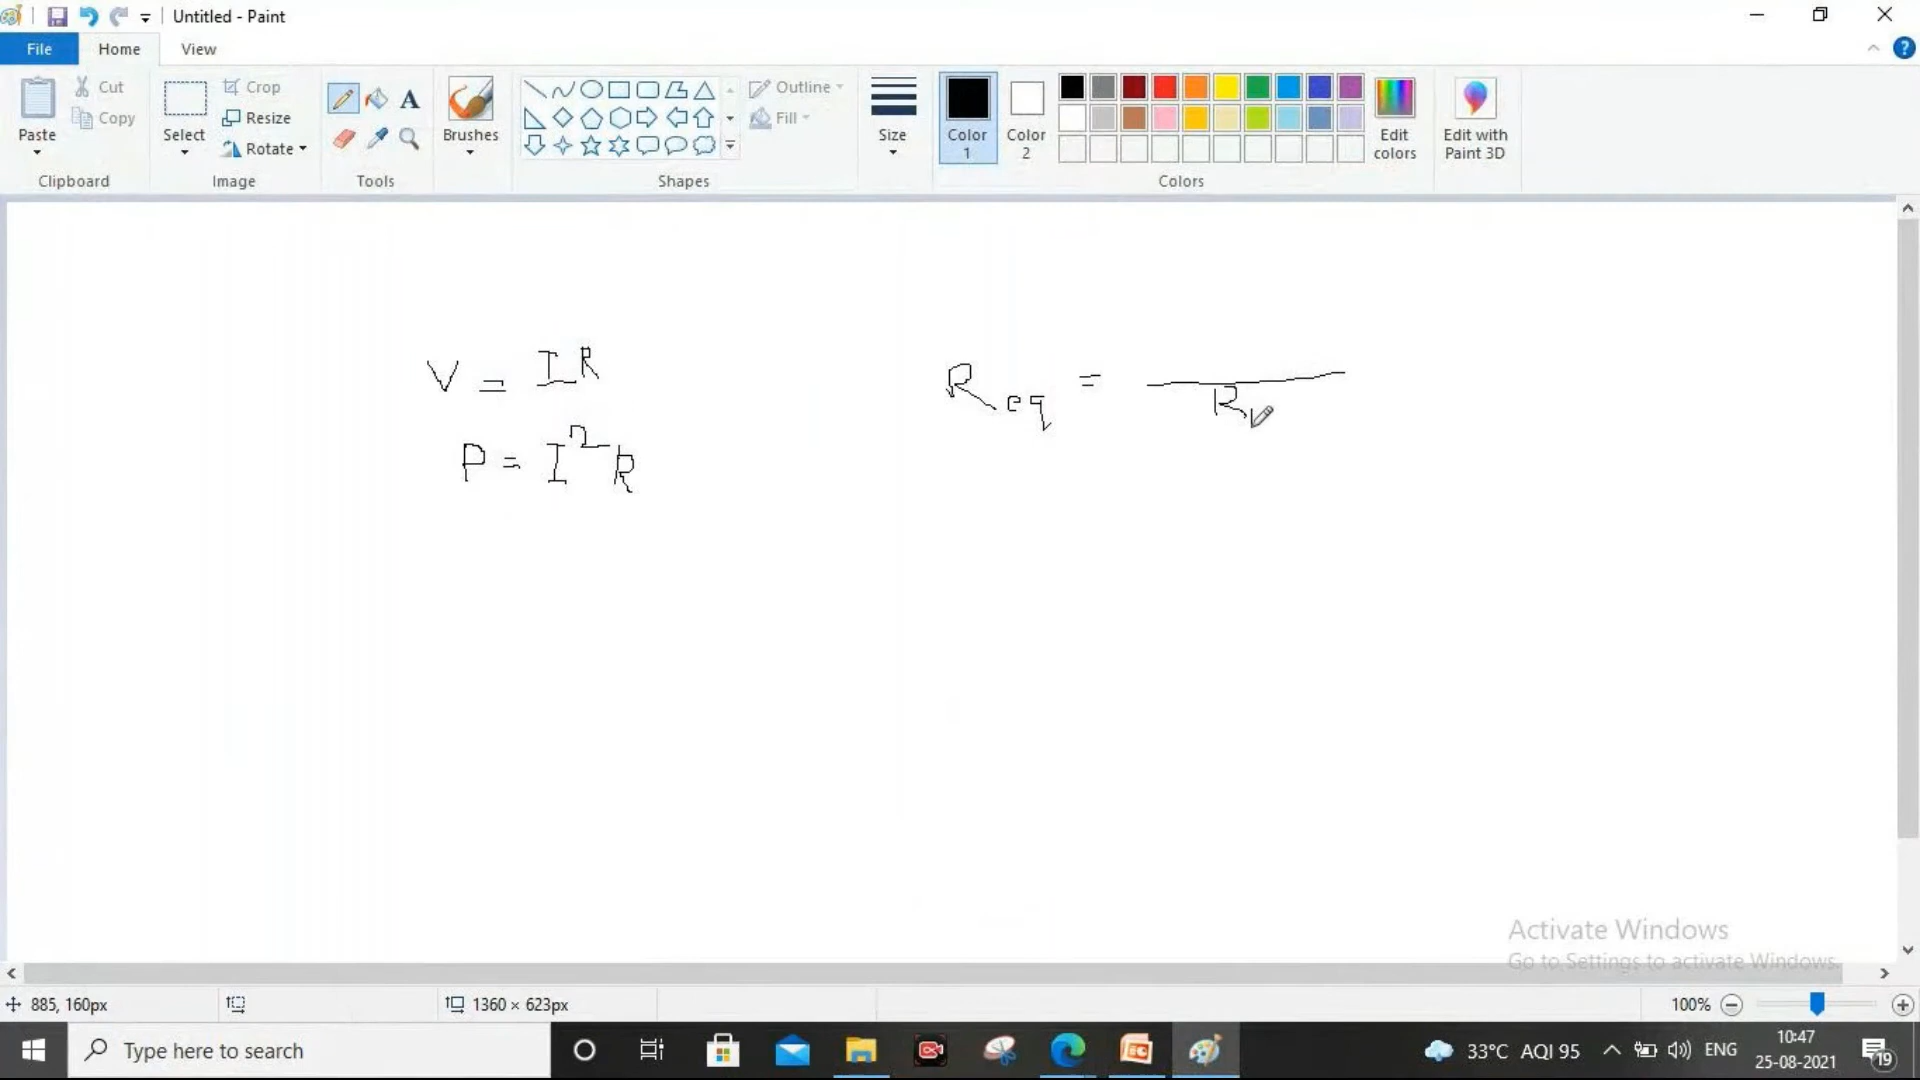 Untitled - Paint
File Home View
Paste
Cut
Copy
Clipboard
Select
Crop
Resize
Rotate
Image
Tools
Brushes
Shapes
Outline
Fill
Size
Color 1
Color 2
Edit colors
Colors
Edit with Paint 3D
V = IR
P = I²R
Req =
R
Activate Windows
Go to Settings to activate Windows.
885, 160px
1360 × 623px
100%
Type here to search
33°C AQI 95
ENG
10:47
25-08-2021
19